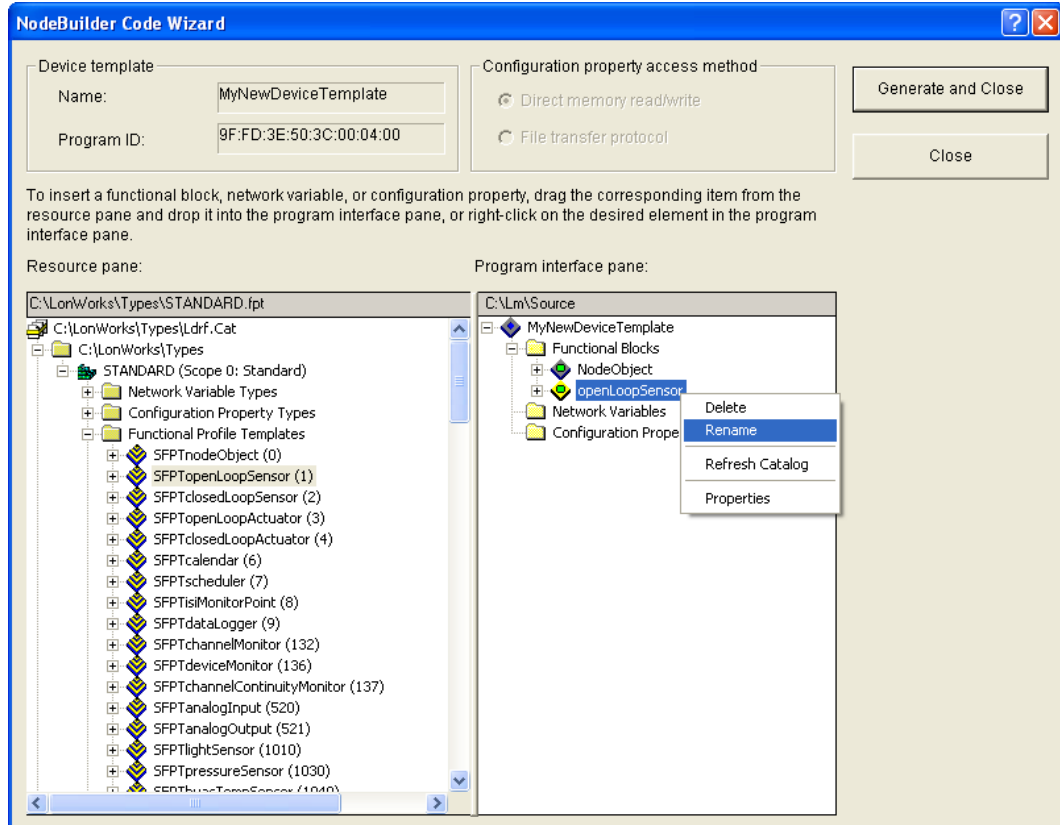 NodeBuilder Code Wizard
Device template
Name:
MyNewDeviceTemplate
Program ID:
9F:FD:3E:50:3C:00:04:00
Configuration property access method
Direct memory read/write
File transfer protocol
Generate and Close
Close
To insert a functional block, network variable, or configuration property, drag the corresponding item from the
resource pane and drop it into the program interface pane, or right-click on the desired element in the program
interface pane.
Resource pane:
C:\LonWorks\Types\STANDARD.fpt
C:\LonWorks\Types\Ldrf.Cat
C:\LonWorks\Types
STANDARD (Scope 0: Standard)
Network Variable Types
Configuration Property Types
Functional Profile Templates
SFPTnodeObject (0)
SFPTopenLoopSensor (1)
SFPTclosedLoopSensor (2)
SFPTopenLoopActuator (3)
SFPTclosedLoopActuator (4)
SFPTcalendar (6)
SFPTscheduler (7)
SFPTisiMonitorPoint (8)
SFPTdataLogger (9)
SFPTchannelMonitor (132)
SFPTdeviceMonitor (136)
SFPTchannelContinuityMonitor (137)
SFPTanalogInput (520)
SFPTanalogOutput (521)
SFPTlightSensor (1010)
SFPTpressureSensor (1030)
SFPThvacTempSensor (1040)
Program interface pane:
C:\Lm\Source
MyNewDeviceTemplate
Functional Blocks
NodeObject
openLoopSensor
Network Variables
Configuration Prope
Delete
Rename
Refresh Catalog
Properties